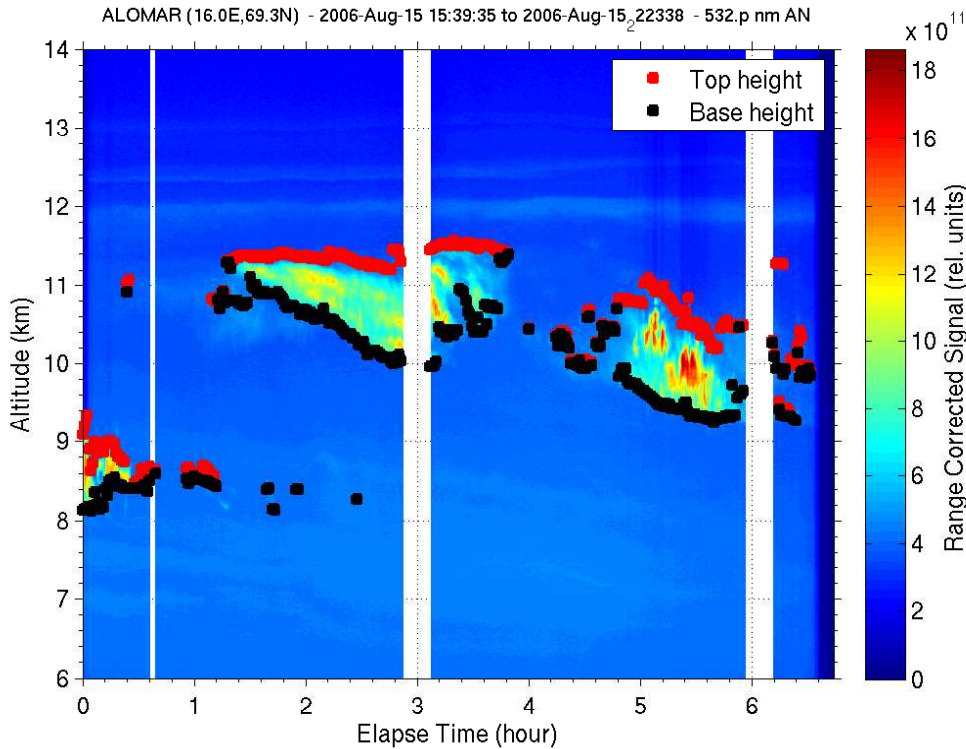 ALOMAR (16.0E,69.3N) - 2006-Aug-15 15:39:35 to 2006-Aug-15₂22338 - 532.p nm AN
x 10¹¹
14
13
12
11
10
9
8
7
6
Altitude (km)
Top height
Base height
0 1 2 3 4 5 6
Elapse Time (hour)
18
16
14
12
10
8
6
4
2
0
Range Corrected Signal (rel. units)